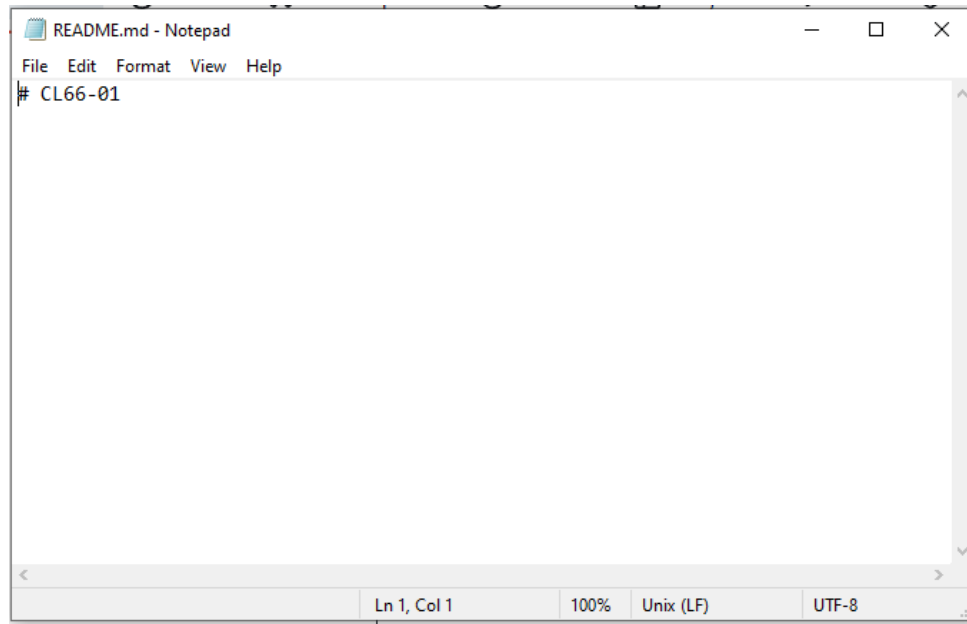 README.md - Notepad
File Edit Format View Help
# CL66-01
Ln 1, Col 1 100% Unix (LF) UTF-8